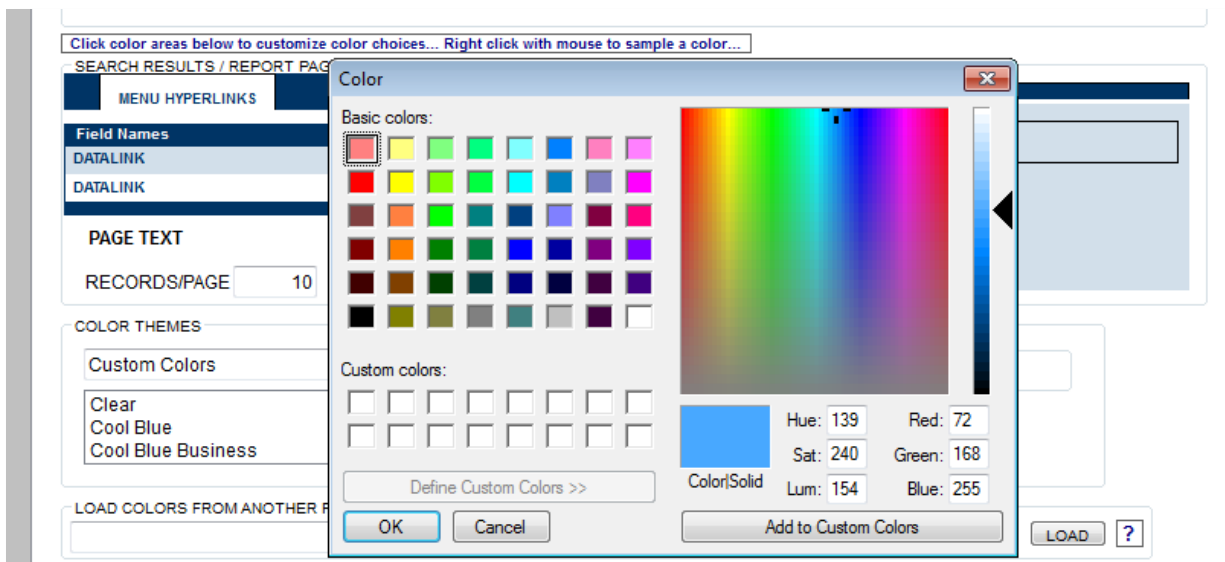 Click color areas below to customize color choices... Right click with mouse to sample a color...
SEARCH RESULTS / REPORT PAG
MENU HYPERLINKS
Field Names
DATALINK
DATALINK
PAGE TEXT
RECORDS/PAGE 10
COLOR THEMES
Custom Colors
Clear
Cool Blue
Cool Blue Business
LOAD COLORS FROM ANOTHER
Color
Basic colors:
Custom colors:
Define Custom Colors >>
OK Cancel
Color|Solid
Hue: 139 Red: 72
Sat: 240 Green: 168
Lum: 154 Blue: 255
Add to Custom Colors
LOAD ?